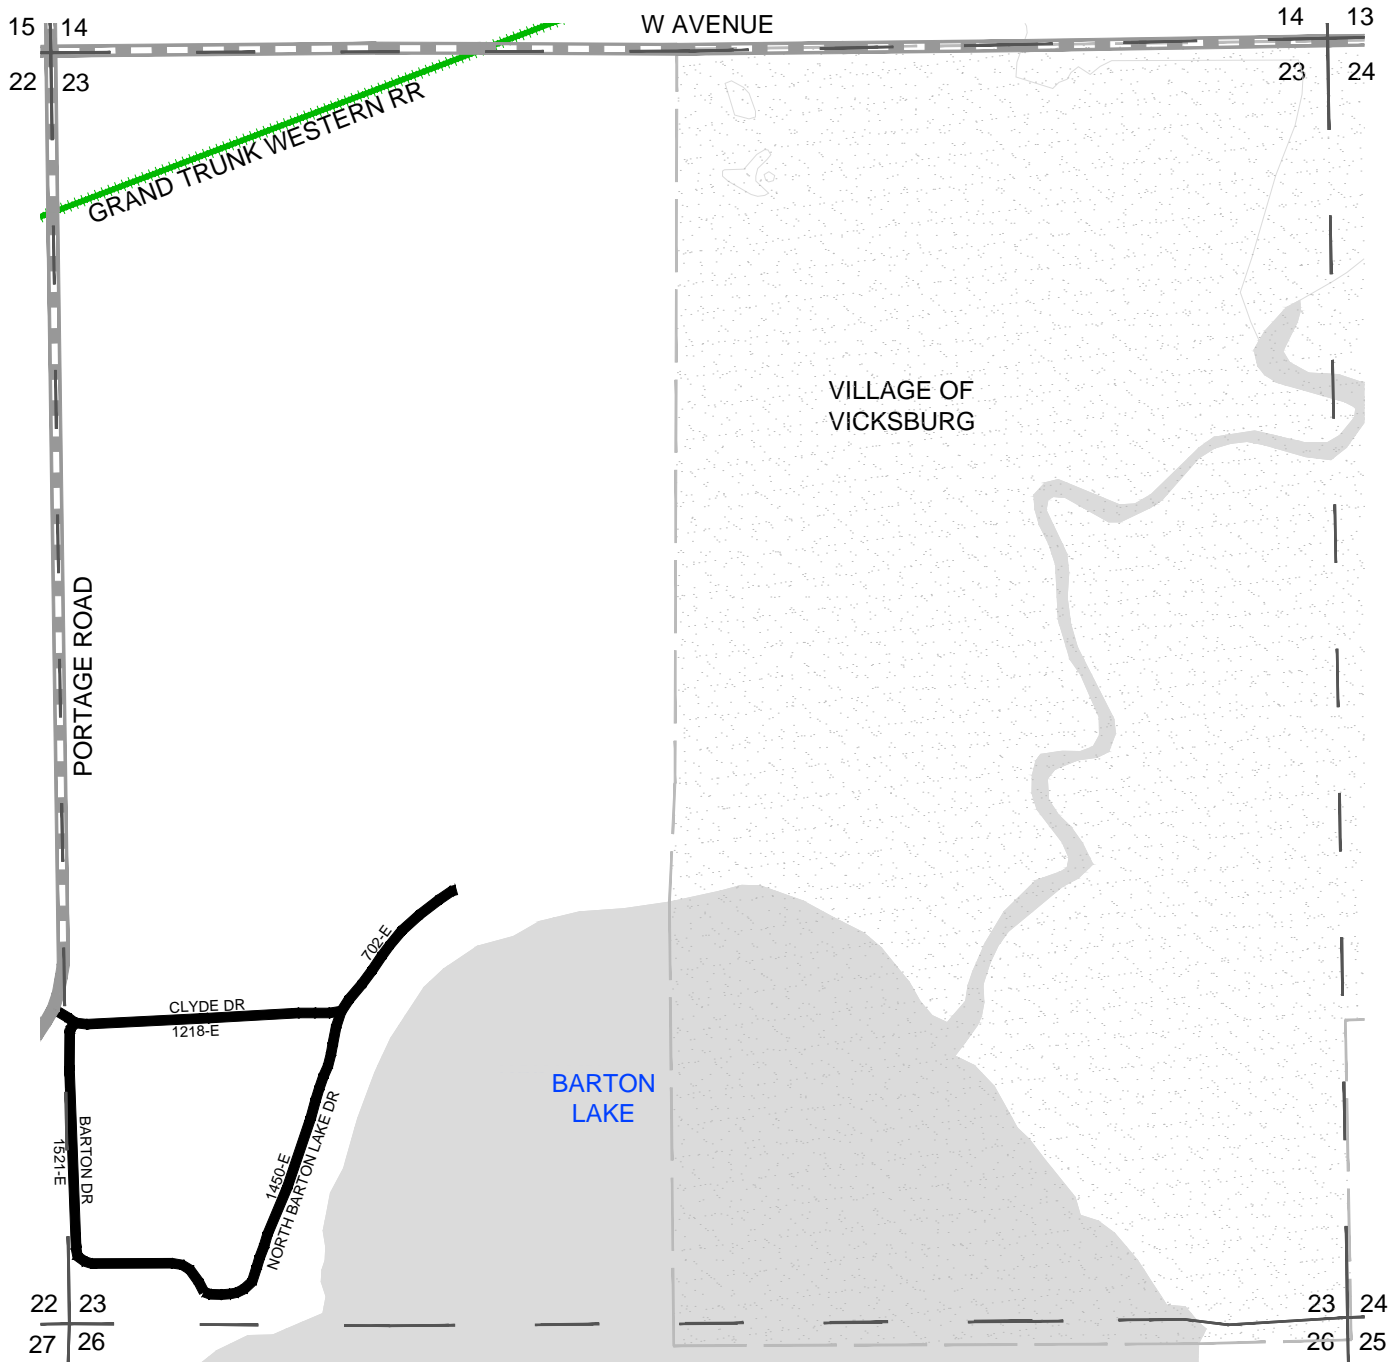 15 14
W AVENUE
14 13
22 23
23 24
GRAND TRUNK WESTERN RR
VILLAGE OF
VICKSBURG
PORTAGE ROAD
702-E
CLYDE DR
1218-E
BARTON
LAKE
BARTON DR
1521-E
1450-E
NORTH BARTON LAKE DR
22 23
23 24
27 26
26 25